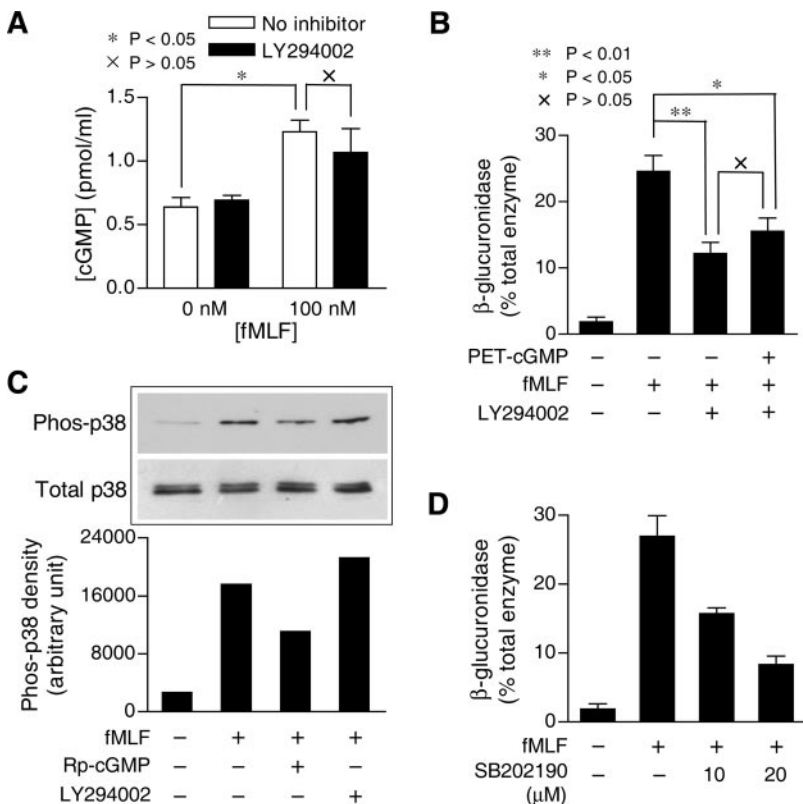 A
No inhibitor
LY294002
* P < 0.05
× P > 0.05
*
×
[cGMP] (pmol/ml)
1.5
1.0
0.5
0.0
0 nM 100 nM
[fMLF]
B
** P < 0.01
* P < 0.05
× P > 0.05
*
**
×
β-glucuronidase
(% total enzyme)
30
20
10
0
PET-cGMP – – – +
fMLF – + + +
LY294002 – – + +
C
Phos-p38
Total p38
Phos-p38 density
(arbitrary unit)
24000
16000
8000
0
fMLF – + + +
Rp-cGMP – – + –
LY294002 – – – +
D
β-glucuronidase
(% total enzyme)
30
20
10
0
fMLF – + + +
SB202190 – – 10 20
(μM)